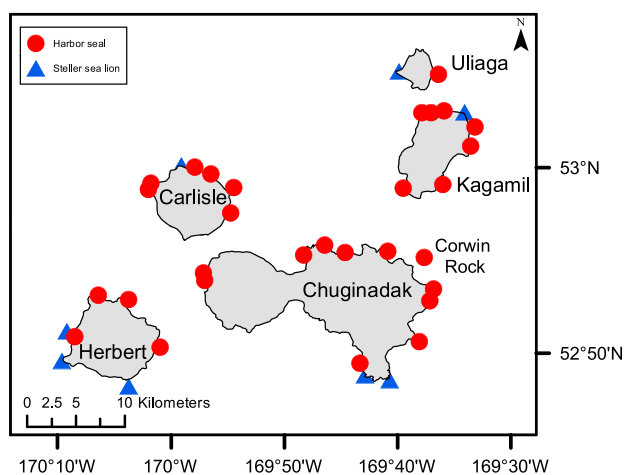 Harbor seal
Steller sea lion
N
Uliaga
53°N
Kagamil
Carlisle
Corwin
Rock
Chuginadak
Herbert
52°50'N
0 2.5 5 10 Kilometers
170°10'W 170°W 169°50'W 169°40'W 169°30'W